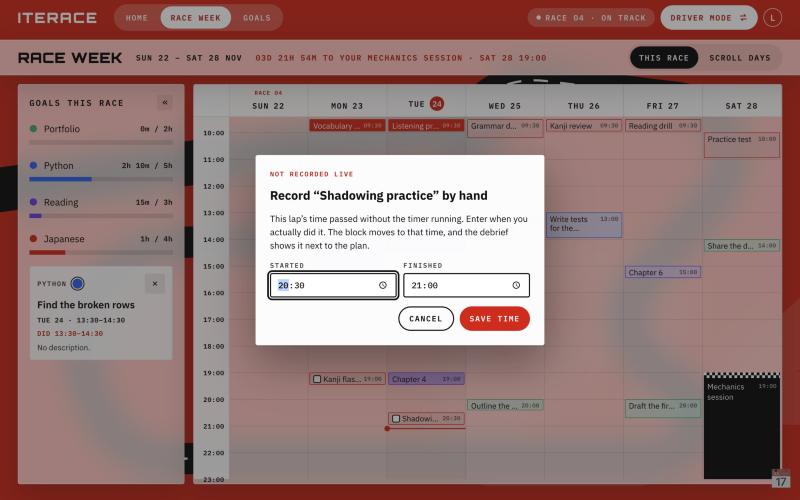 ITERACE
HOME
RACE WEEK
GOALS
RACE 04 · ON TRACK
DRIVER MODE
L
RACE WEEK
SUN 22 – SAT 28 NOV
03D 21H 54M TO YOUR MECHANICS SESSION · SAT 28 19:00
THIS RACE
SCROLL DAYS
GOALS THIS RACE
«
Portfolio 0m / 2h
Python 2h 10m / 5h
Reading 15m / 3h
Japanese 1h / 4h
PYTHON
×
Find the broken rows
TUE 24 · 13:30–14:30
DID 13:30–14:30
No description.
RACE 04
SUN 22
MON 23
TUE 24
WED 25
THU 26
FRI 27
SAT 28
10:00
11:00
12:00
13:00
14:00
15:00
16:00
17:00
18:00
19:00
20:00
21:00
22:00
23:00
Vocabulary ... 09:30
Listening pr... 09:30
Grammar d... 09:30
Kanji review 09:30
Reading drill 09:30
Practice test 10:00
Write tests for the... 13:00
Share the d... 14:00
Chapter 6 15:00
Kanji flas... 19:00
Chapter 4 19:00
Mechanics session 19:00
Outline the ... 20:00
Draft the fir... 20:00
Shadowi... 20:30
NOT RECORDED LIVE
Record “Shadowing practice” by hand
This lap’s time passed without the timer running. Enter when you
actually did it. The block moves to that time, and the debrief
shows it next to the plan.
STARTED
FINISHED
20:30
21:00
CANCEL
SAVE TIME
17